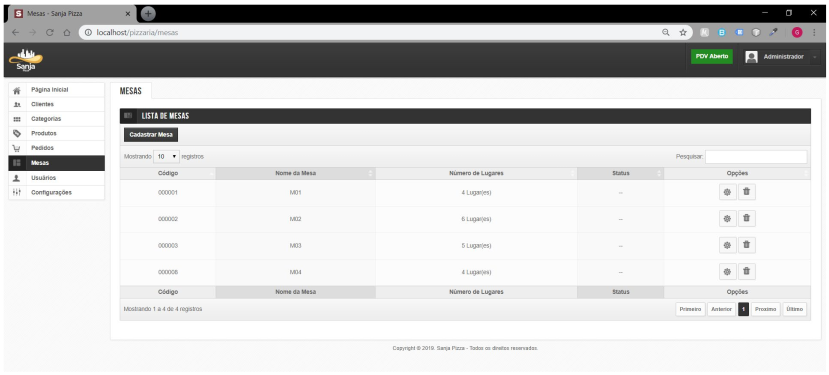 S Mesas - Sanja Pizza
localhost/pizzaria/mesas
Sanja
PDV Aberto
Administrador
Página Inicial
Clientes
Categorias
Produtos
Pedidos
Mesas
Usuários
Configurações
MESAS
LISTA DE MESAS
Cadastrar Mesa
Mostrando 10 registros
Pesquisar:
Código Nome da Mesa Número de Lugares Status Opções
000001 M01 4 Lugar(es) --
000002 M02 6 Lugar(es) --
000003 M03 5 Lugar(es) --
000006 M04 4 Lugar(es) --
Código Nome da Mesa Número de Lugares Status Opções
Mostrando 1 a 4 de 4 registros
Primeiro Anterior 1 Proximo Último
Copyright © 2019. Sanja Pizza - Todos os direitos reservados.